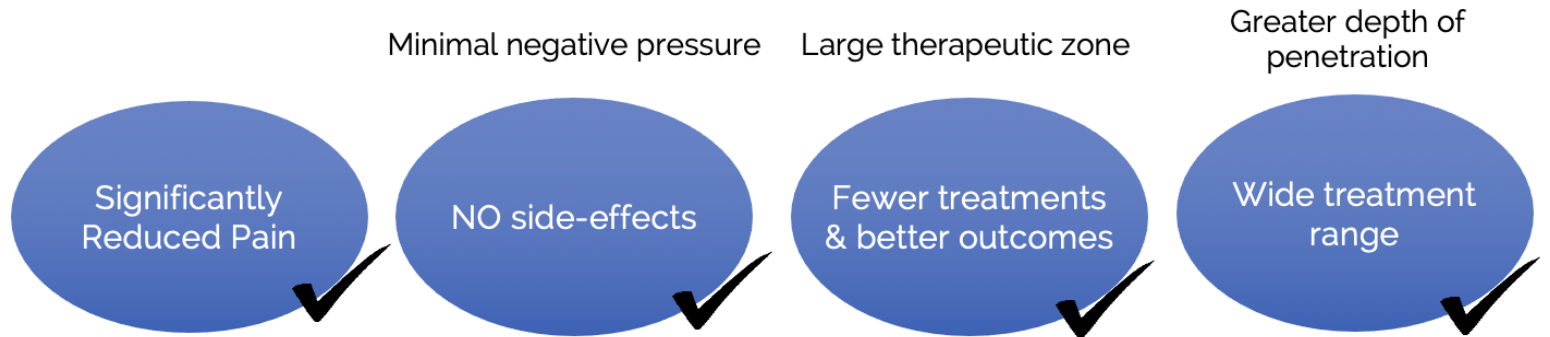 Minimal negative pressure
Large therapeutic zone
Greater depth of
penetration
Significantly
Reduced Pain
NO side-effects
Fewer treatments
& better outcomes
Wide treatment
range